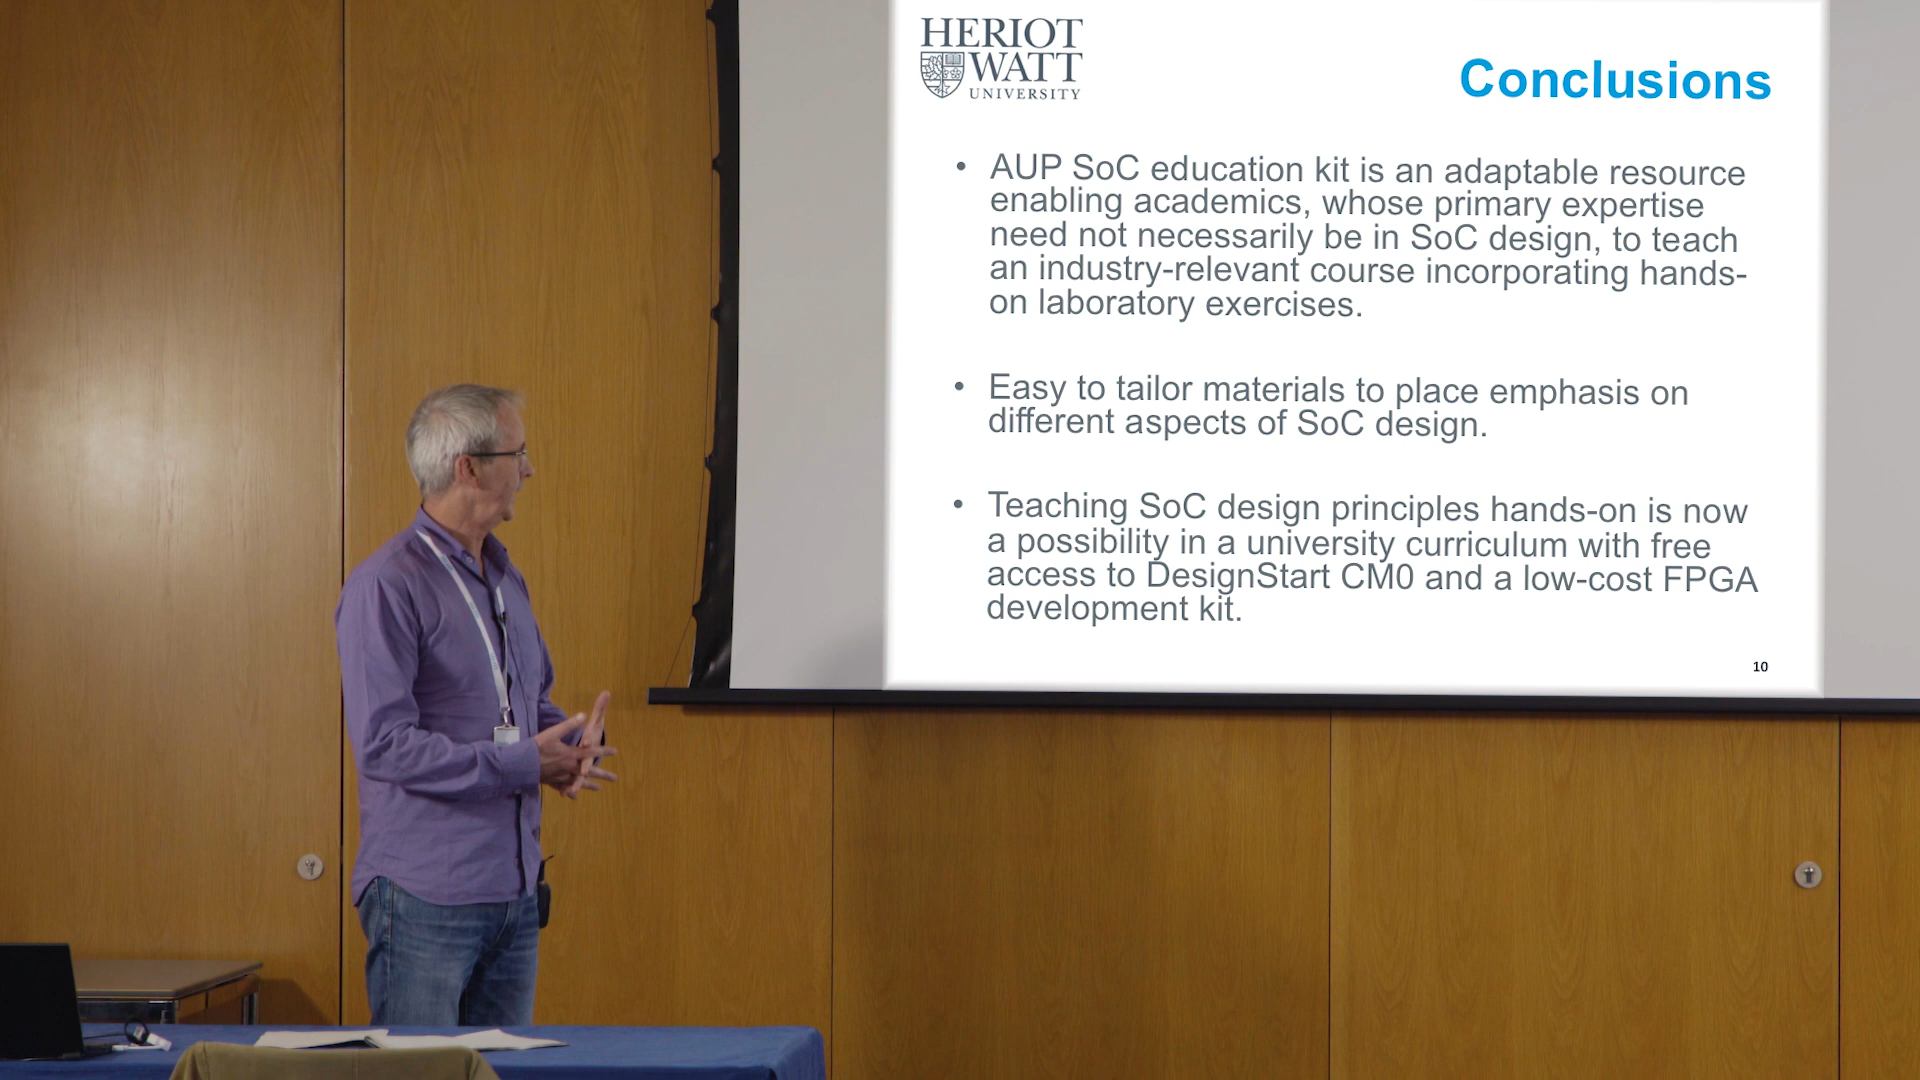 HERIOT
WATT
UNIVERSITY
Conclusions
• AUP SoC education kit is an adaptable resource
enabling academics, whose primary expertise
need not necessarily be in SoC design, to teach
an industry-relevant course incorporating hands-
on laboratory exercises.
• Easy to tailor materials to place emphasis on
different aspects of SoC design.
• Teaching SoC design principles hands-on is now
a possibility in a university curriculum with free
access to DesignStart CM0 and a low-cost FPGA
development kit.
10